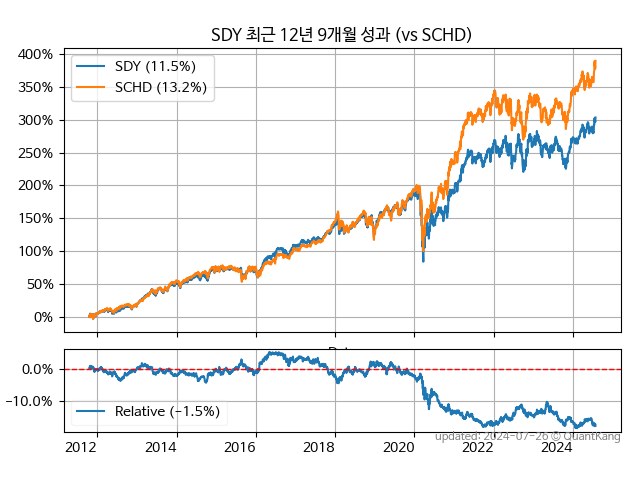 SDY 최근 12년 9개월 성과 (vs SCHD)
400%
350%
300%
250%
200%
150%
100%
50%
0%
SDY (11.5%)
SCHD (13.2%)
0.0%
−10.0%
Relative (−1.5%)
2012 2014 2016 2018 2020 2022 2024
updated: 2024-07-26 © QuantKang